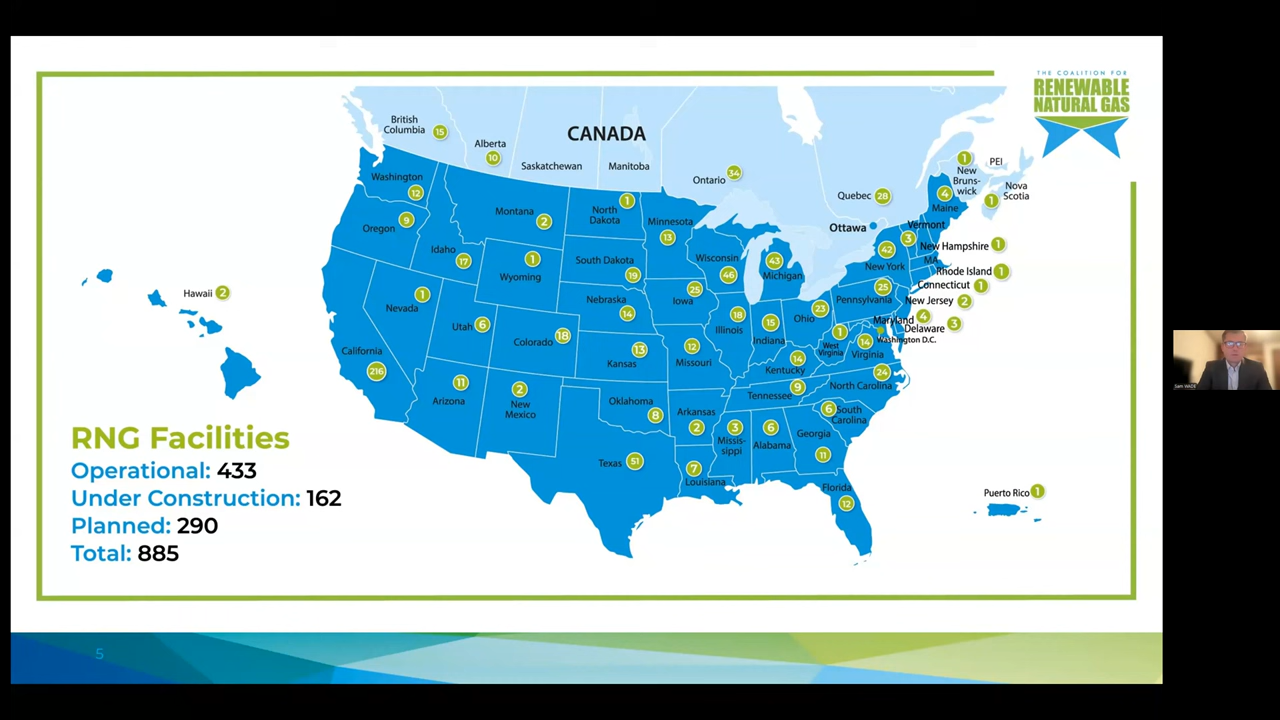 THE COALITION FOR
RENEWABLE
NATURAL GAS
CANADA
British
Columbia
15
Alberta
10
Saskatchewan
Manitoba
Ontario
34
Quebec
28
Ottawa
1
New
Bruns-
wick
PEI
Nova
Scotia
1
Washington
12
Oregon
9
Idaho
17
Montana
2
North
Dakota
1
Minnesota
13
Wisconsin
46
Michigan
43
New York
42
Vermont
3
Maine
4
New Hampshire
1
MA
Rhode Island
1
Connecticut
1
New Jersey
2
Maryland
4
Delaware
3
Washington D.C.
Wyoming
1
South Dakota
19
Nebraska
14
Iowa
25
Illinois
18
Indiana
15
Ohio
23
Pennsylvania
25
West
Virginia
1
Virginia
14
Hawaii
2
Nevada
1
Utah
6
Colorado
18
Kansas
13
Missouri
12
Kentucky
14
North Carolina
24
Tennessee
9
California
216
Arizona
11
New
Mexico
2
Oklahoma
8
Arkansas
2
Missis-
sippi
3
Alabama
6
Georgia
11
South
Carolina
6
Texas
51
Louisiana
7
Florida
12
Puerto Rico
1
RNG Facilities
Operational: 433
Under Construction: 162
Planned: 290
Total: 885
5
Sam WADE